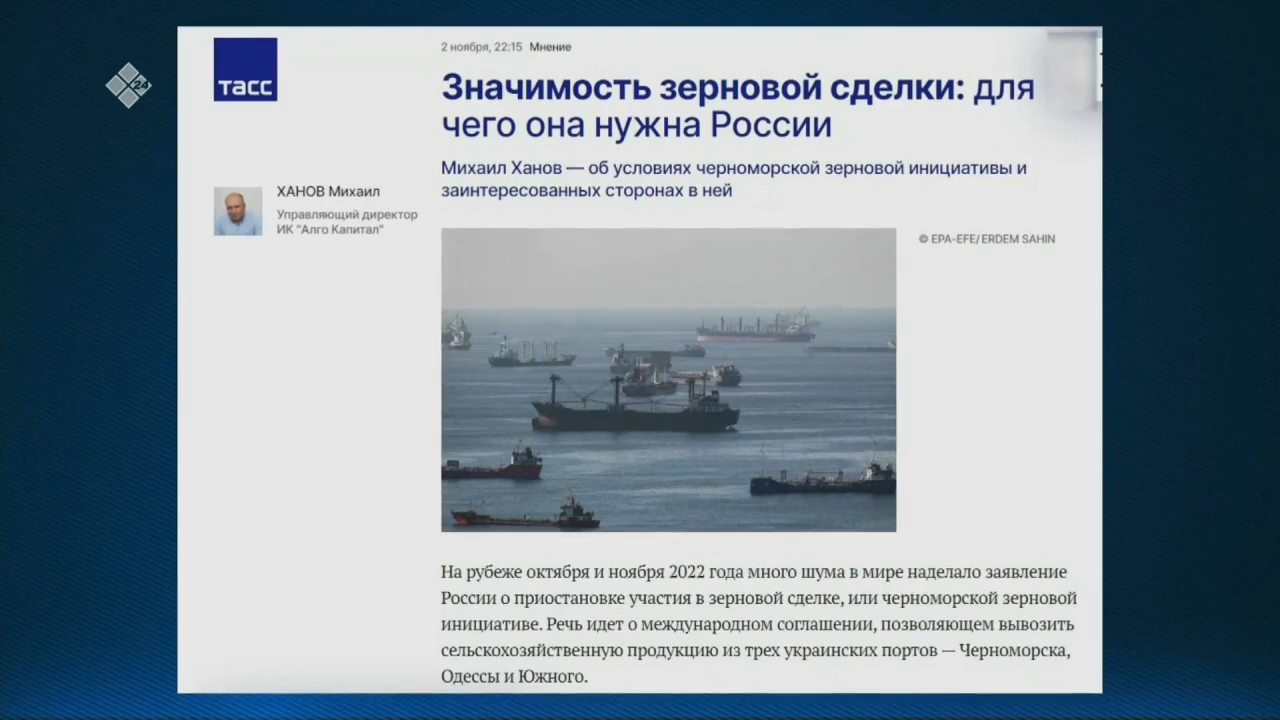 24
ТАСС
2 ноября, 22:15 Мнение
Значимость зерновой сделки: для
чего она нужна России
Михаил Ханов — об условиях черноморской зерновой инициативы и
заинтересованных сторонах в ней
ХАНОВ Михаил
Управляющий директор
ИК "Алго Капитал"
© EPA-EFE/ERDEM SAHIN
На рубеже октября и ноября 2022 года много шума в мире наделало заявление
России о приостановке участия в зерновой сделке, или черноморской зерновой
инициативе. Речь идет о международном соглашении, позволяющем вывозить
сельскохозяйственную продукцию из трех украинских портов — Черноморска,
Одессы и Южного.